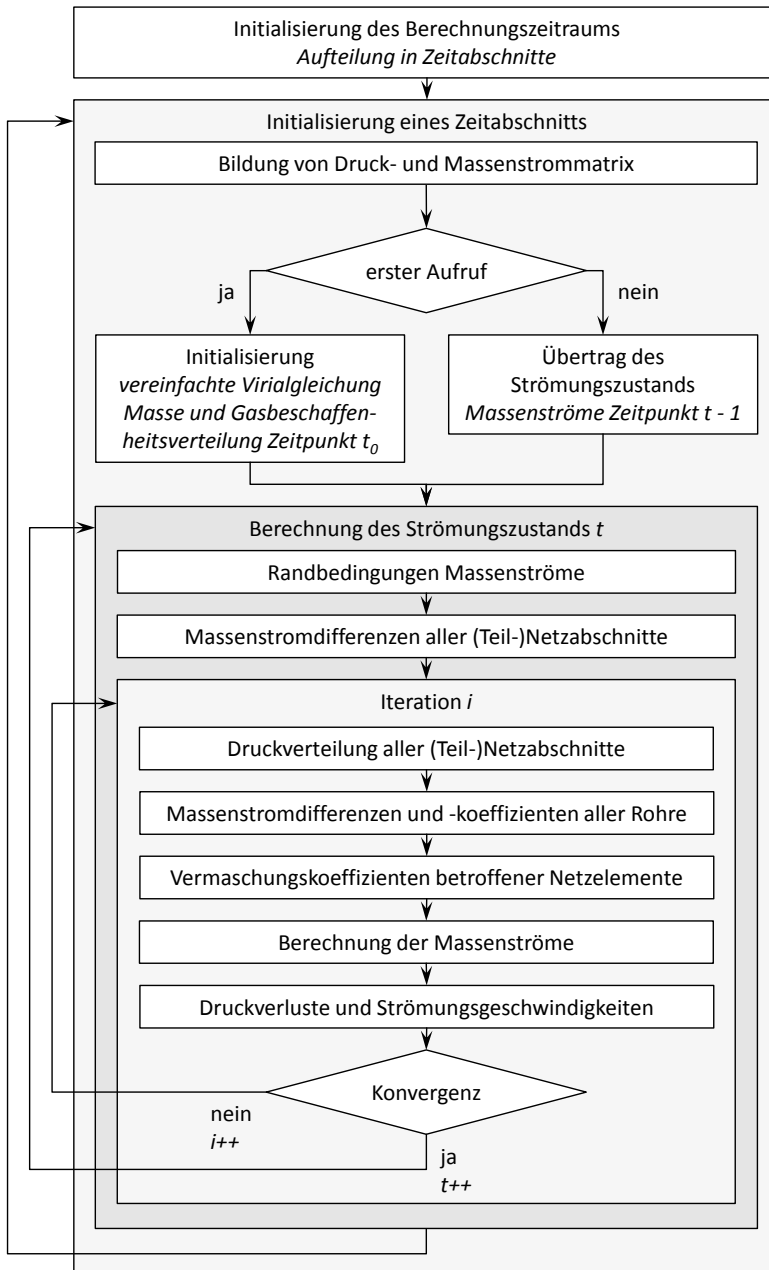 Initialisierung des Berechnungszeitraums
Aufteilung in Zeitabschnitte
Initialisierung eines Zeitabschnitts
Bildung von Druck- und Massenstrommatrix
erster Aufruf
ja
nein
Initialisierung
vereinfachte Virialgleichung
Masse und Gasbeschaffen-
heitsverteilung Zeitpunkt t0
Übertrag des
Strömungszustands
Massenströme Zeitpunkt t - 1
Berechnung des Strömungszustands t
Randbedingungen Massenströme
Massenstromdifferenzen aller (Teil-)Netzabschnitte
Iteration i
Druckverteilung aller (Teil-)Netzabschnitte
Massenstromdifferenzen und -koeffizienten aller Rohre
Vermaschungskoeffizienten betroffener Netzelemente
Berechnung der Massenströme
Druckverluste und Strömungsgeschwindigkeiten
Konvergenz
nein
i++
ja
t++